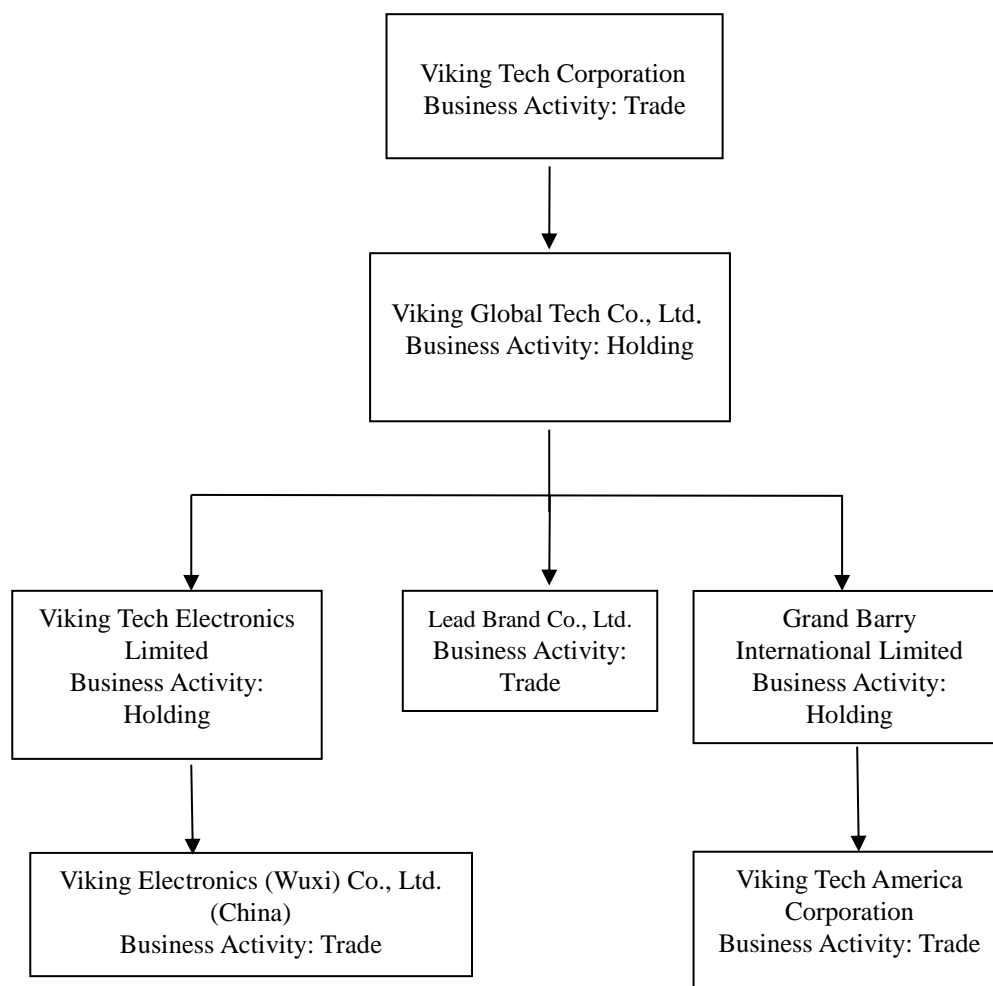 Viking Tech Corporation
Business Activity: Trade
Viking Global Tech Co., Ltd.
Business Activity: Holding
Viking Tech Electronics
Limited
Business Activity:
Holding
Lead Brand Co., Ltd.
Business Activity:
Trade
Grand Barry
International Limited
Business Activity:
Holding
Viking Electronics (Wuxi) Co., Ltd.
(China)
Business Activity: Trade
Viking Tech America
Corporation
Business Activity: Trade